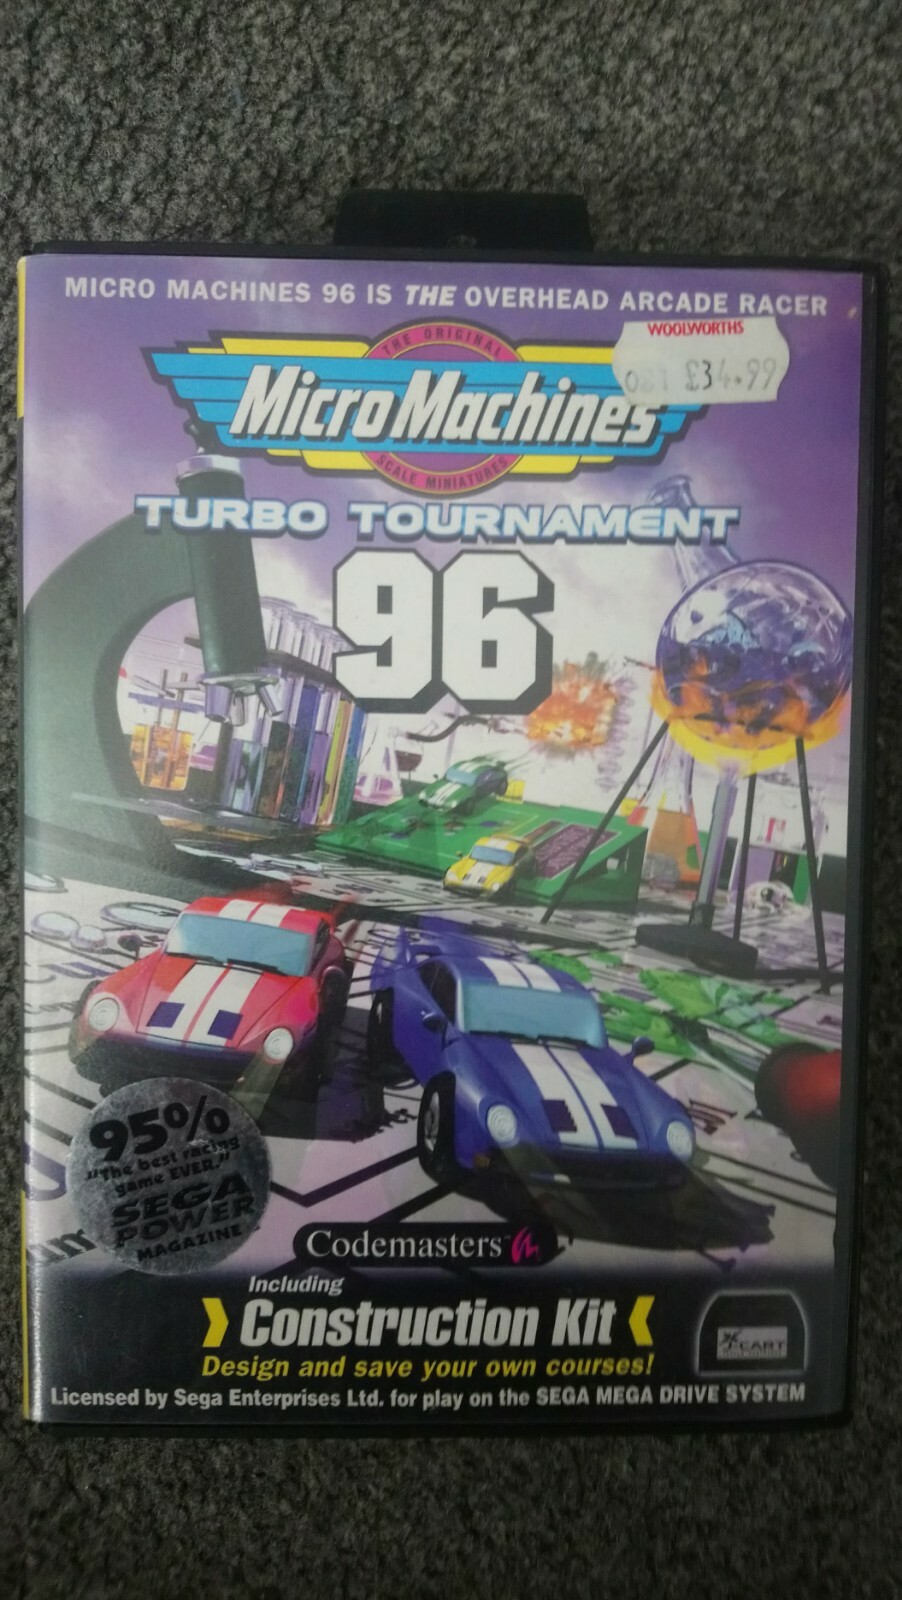 MICRO MACHINES 96 IS THE OVERHEAD ARCADE RACER
WOOLWORTHS
£34.99
THE ORIGINAL
Micro Machines
SCALE MINIATURES
TURBO TOURNAMENT
96
95%
"The best racing
game EVER."
SEGA
POWER
MAGAZINE
Codemasters
Including
Construction Kit
J-CART
Design and save your own courses!
Licensed by Sega Enterprises Ltd. for play on the SEGA MEGA DRIVE SYSTEM